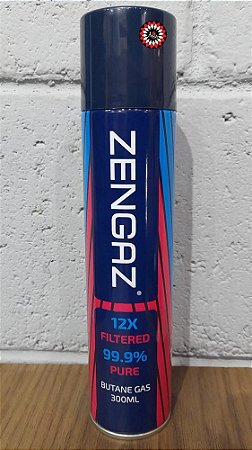 ZENGAZ®
12X
FILTERED
99.9%
PURE
BUTANE GAS
300ML